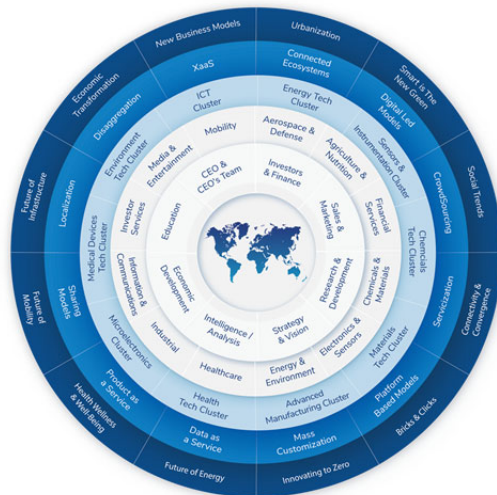 New Business Models
Urbanization
Smart is The
New Green
Social Trends
Connectivity &
Convergence
Bricks & Clicks
Innovating to Zero
Future of Energy
Health Wellness
& Well-Being
Future of
Mobility
Future of
Infrastructure
Economic
Transformation
XaaS
Connected
Ecosystems
Digital Led
Models
CrowdSourcing
Servicization
Platform
Based Models
Mass
Customization
Data as
a Service
Product as
a Service
Sharing
Models
Localization
Disaggregation
ICT
Cluster
Energy Tech
Cluster
Sensors &
Instrumentation Cluster
Chemcials
Tech Cluster
Materials
Tech Cluster
Advanced
Manufacturing Cluster
Health
Tech Cluster
Microelectronics
Cluster
Medical Devices
Tech Cluster
Environment
Tech Cluster
Mobility
Aerospace &
Defense
Agriculture &
Nutrition
Financial
Services
Chemicals &
Materials
Electronics &
Sensors
Energy &
Environment
Healthcare
Industrial
Information &
Communications
Investor
Services
Media &
Entertainment
CEO &
CEO's Team
Investors
& Finance
Sales &
Marketing
Research &
Development
Strategy
& Vision
Intelligence /
Analysis
Economic
Development
Education